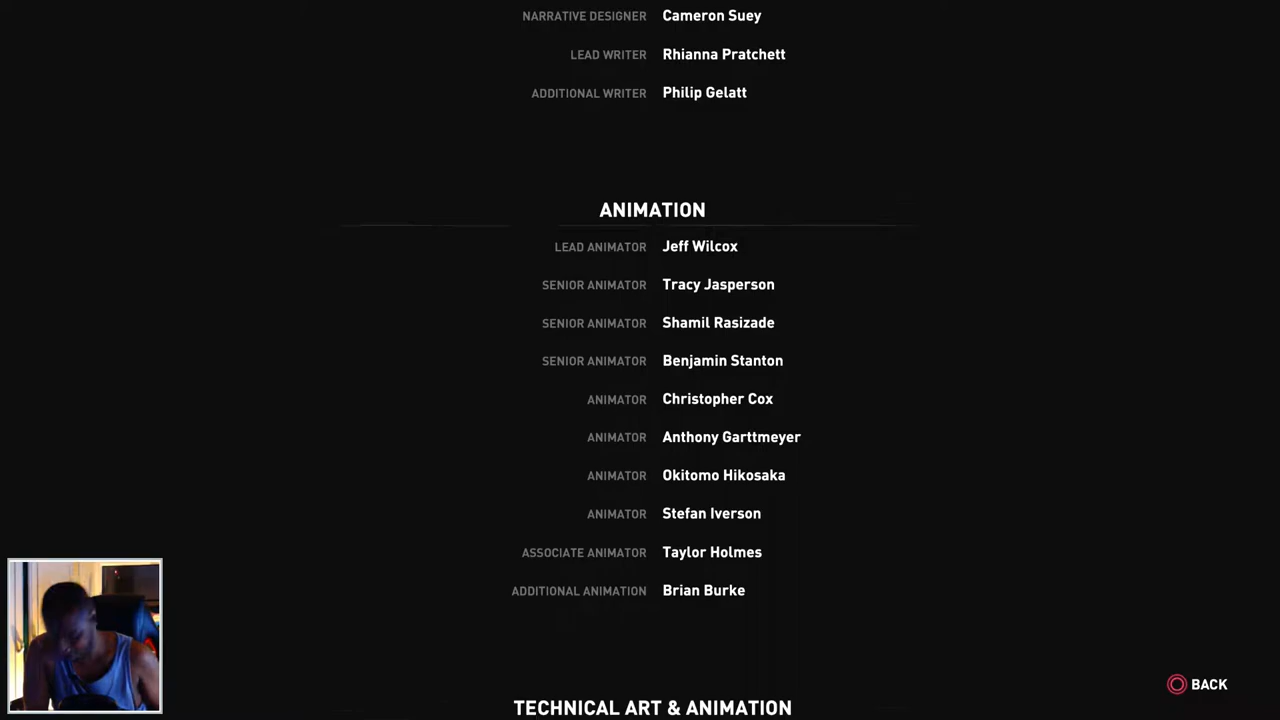 NARRATIVE DESIGNER Cameron Suey
LEAD WRITER Rhianna Pratchett
ADDITIONAL WRITER Philip Gelatt
ANIMATION
LEAD ANIMATOR Jeff Wilcox
SENIOR ANIMATOR Tracy Jasperson
SENIOR ANIMATOR Shamil Rasizade
SENIOR ANIMATOR Benjamin Stanton
ANIMATOR Christopher Cox
ANIMATOR Anthony Garttmeyer
ANIMATOR Okitomo Hikosaka
ANIMATOR Stefan Iverson
ASSOCIATE ANIMATOR Taylor Holmes
ADDITIONAL ANIMATION Brian Burke
BACK
TECHNICAL ART & ANIMATION